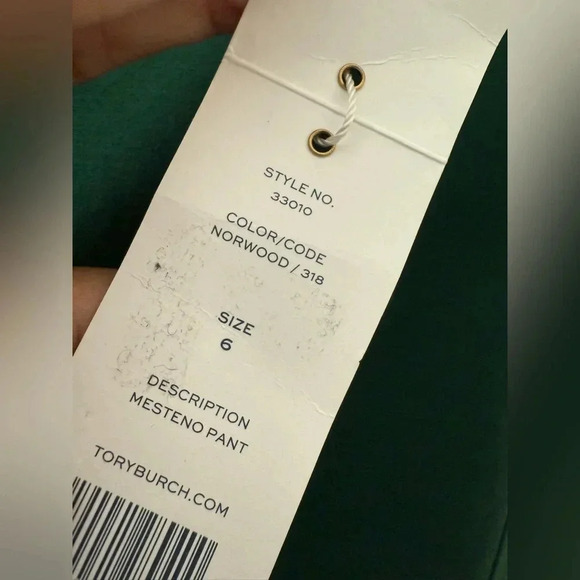 STYLE NO.
33010
COLOR/CODE
NORWOOD / 318
SIZE
6
DESCRIPTION
MESTENO PANT
TORYBURCH.COM